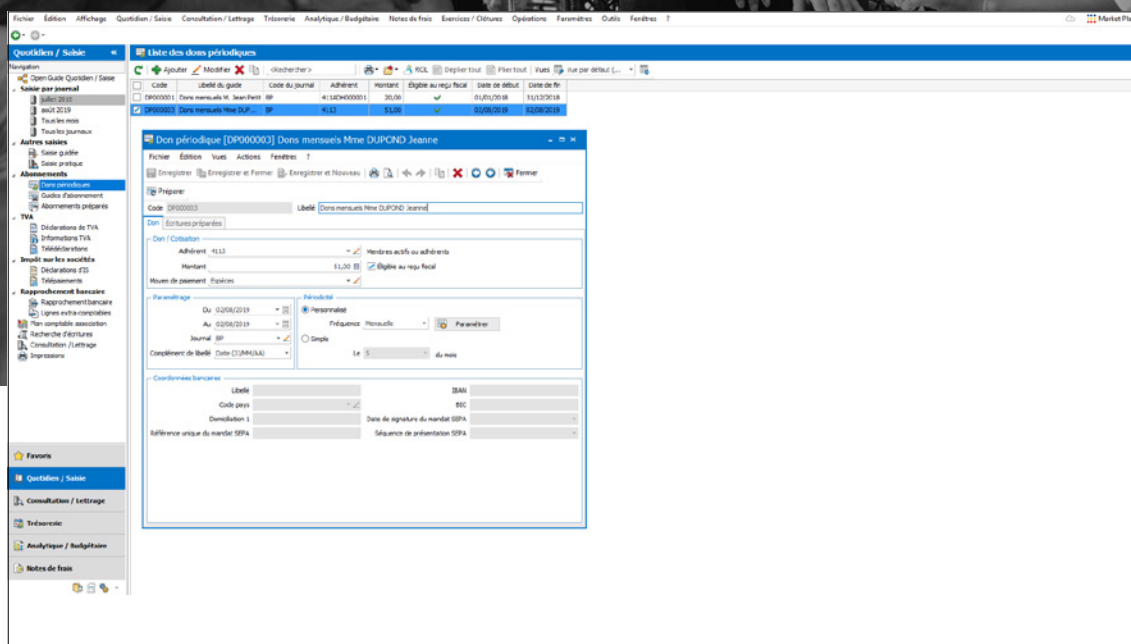 Fichier Édition Affichage Quotidien / Saisie Consultation / Lettrage Trésorerie Analytique / Budgétaire Notes de frais Exercices / Clôtures Opérations Paramètres Outils Fenêtres ? Market Pla
Quotidien / Saisie «
Navigation
Open Guide Quotidien / Saisie
Saisie par journal
juillet 2019
août 2019
Tous les mois
Tous les journaux
Autres saisies
Saisie guidée
Saisie pratique
Abonnements
Dons périodiques
Guides d'abonnement
Abonnements préparés
TVA
Déclarations de TVA
Informations TVA
Télédéclarations
Impôt sur les sociétés
Déclarations d'IS
Télépaiements
Rapprochement bancaire
Rapprochement bancaire
Lignes extra-comptables
Plan comptable association
Recherche d'écritures
Consultation / Lettrage
Impressions
Favoris
Quotidien / Saisie
Consultation / Lettrage
Trésorerie
Analytique / Budgétaire
Notes de frais
Liste des dons périodiques
Ajouter Modifier <Rechercher> RCIL Déplier tout Plier tout Vues Vue par défaut (...
Code Libellé du guide Code du journal Adhérent Montant Éligible au reçu fiscal Date de début Date de fin
DP000001 Dons mensuels M. Jean Petit BP 411ADH000001 20,00 01/01/2018 31/12/2018
DP000003 Dons mensuels Mme DUP... BP 4113 51,00 02/08/2019 02/08/2019
Don périodique [DP000003] Dons mensuels Mme DUPOND Jeanne
Fichier Édition Vues Actions Fenêtres ?
Enregistrer Enregistrer et Fermer Enregistrer et Nouveau Fermer
Préparer
Code DP000003 Libellé Dons mensuels Mme DUPOND Jeanne
Don Écritures préparées
Don / Cotisation
Adhérent 4113 Membres actifs ou adhérents
Montant 51,00 Éligible au reçu fiscal
Moyen de paiement Espèces
Paramétrage Périodicité
Du 02/08/2019 Personnalisé
Au 02/08/2019 Fréquence Mensuelle Paramétrer
Journal BP Simple
Complément de libellé Date (JJ/MM/AA) Le 5 du mois
Coordonnées bancaires
Libellé IBAN
Code pays BIC
Domiciliation 1 Date de signature du mandat SEPA
Référence unique du mandat SEPA Séquence de présentation SEPA